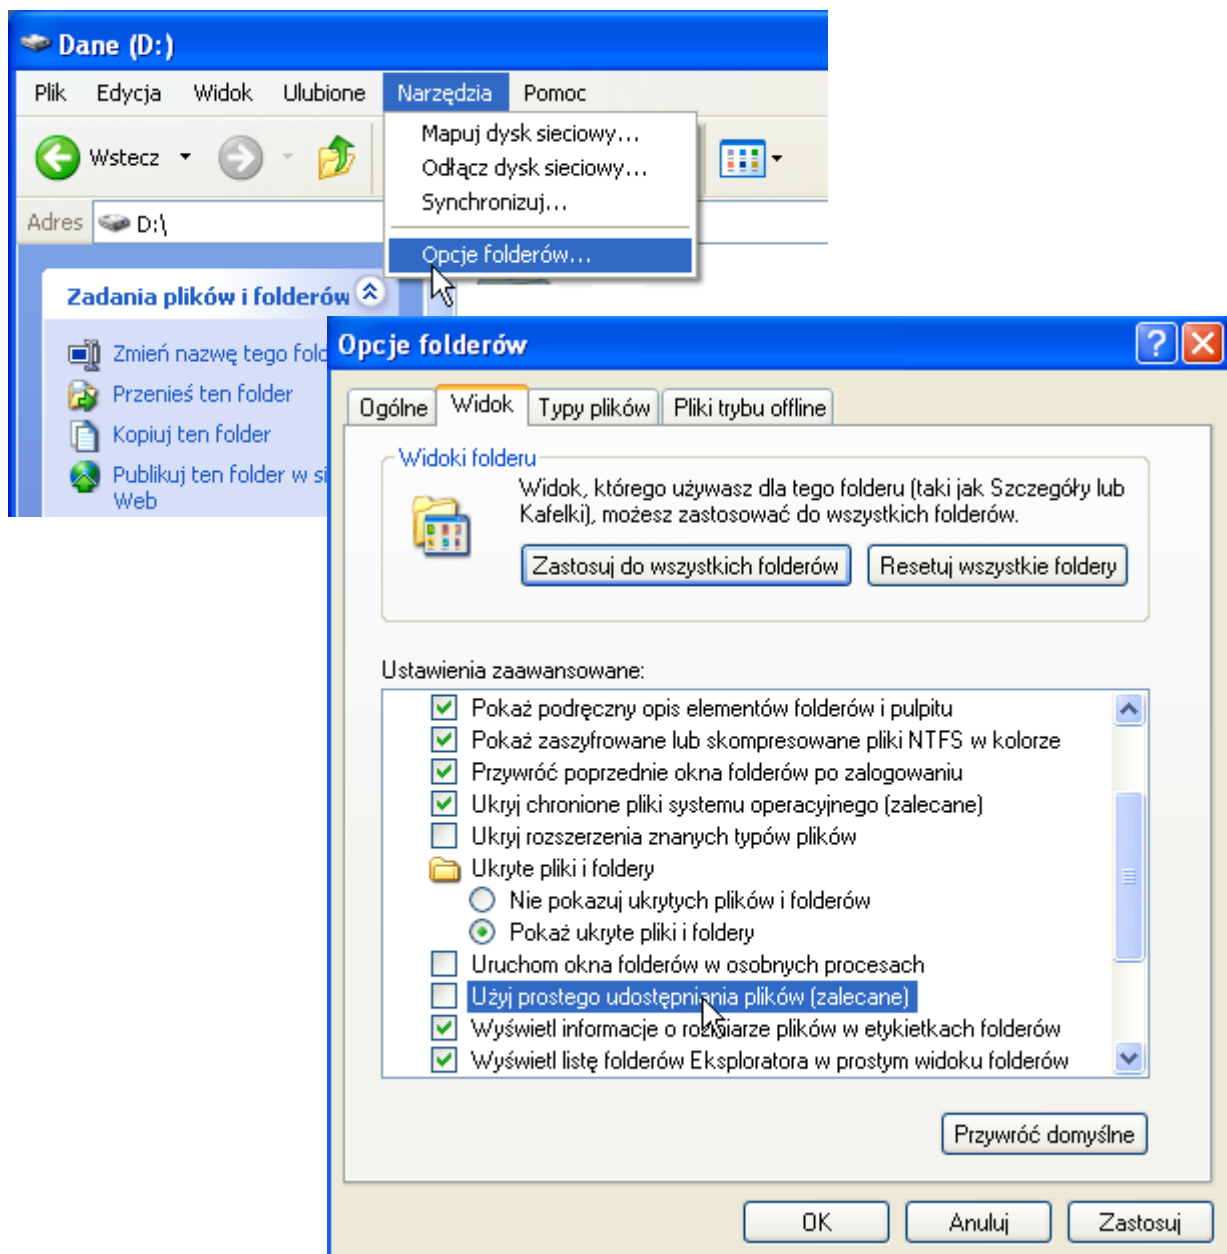 Dane (D:)
Plik Edycja Widok Ulubione Narzędzia Pomoc
Mapuj dysk sieciowy...
Odłącz dysk sieciowy...
Synchronizuj...
Opcje folderów...
Wstecz
Adres D:\
Zadania plików i folderów
Zmień nazwę tego fold
Przenieś ten folder
Kopiuj ten folder
Publikuj ten folder w si
Web
Opcje folderów
Ogólne Widok Typy plików Pliki trybu offline
Widoki folderu
Widok, którego używasz dla tego folderu (taki jak Szczegóły lub
Kafelki), możesz zastosować do wszystkich folderów.
Zastosuj do wszystkich folderów Resetuj wszystkie foldery
Ustawienia zaawansowane:
Pokaż podręczny opis elementów folderów i pulpitu
Pokaż zaszyfrowane lub skompresowane pliki NTFS w kolorze
Przywróć poprzednie okna folderów po zalogowaniu
Ukryj chronione pliki systemu operacyjnego (zalecane)
Ukryj rozszerzenia znanych typów plików
Ukryte pliki i foldery
Nie pokazuj ukrytych plików i folderów
Pokaż ukryte pliki i foldery
Uruchom okna folderów w osobnych procesach
Użyj prostego udostępniania plików (zalecane)
Wyświetl informacje o rozmiarze plików w etykietkach folderów
Wyświetl listę folderów Eksploratora w prostym widoku folderów
Przywróć domyślne
OK Anuluj Zastosuj